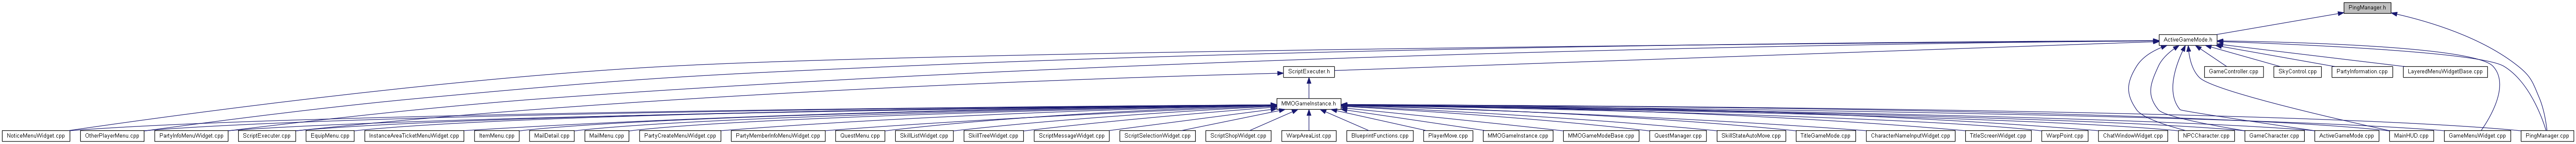 PingManager.h
ActiveGameMode.h
ScriptExecuter.h
GameController.cpp
SkyControl.cpp
PartyInformation.cpp
LayeredMenuWidgetBase.cpp
MMOGameInstance.h
NoticeMenuWidget.cpp
OtherPlayerMenu.cpp
PartyInfoMenuWidget.cpp
ScriptExecuter.cpp
EquipMenu.cpp
InstanceAreaTicketMenuWidget.cpp
ItemMenu.cpp
MailDetail.cpp
MailMenu.cpp
PartyCreateMenuWidget.cpp
PartyMemberInfoMenuWidget.cpp
QuestMenu.cpp
SkillListWidget.cpp
SkillTreeWidget.cpp
ScriptMessageWidget.cpp
ScriptSelectionWidget.cpp
ScriptShopWidget.cpp
WarpAreaList.cpp
BlueprintFunctions.cpp
PlayerMove.cpp
MMOGameInstance.cpp
MMOGameModeBase.cpp
QuestManager.cpp
SkillStateAutoMove.cpp
TitleGameMode.cpp
CharacterNameInputWidget.cpp
TitleScreenWidget.cpp
WarpPoint.cpp
ChatWindowWidget.cpp
NPCCharacter.cpp
GameCharacter.cpp
ActiveGameMode.cpp
MainHUD.cpp
GameMenuWidget.cpp
PingManager.cpp